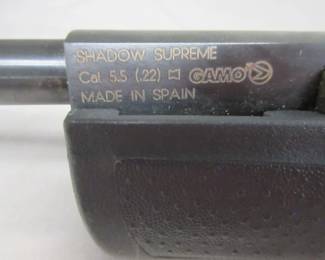 SHADOW SUPREME
Cal 5.5 (.22) GAMO
MADE IN SPAIN